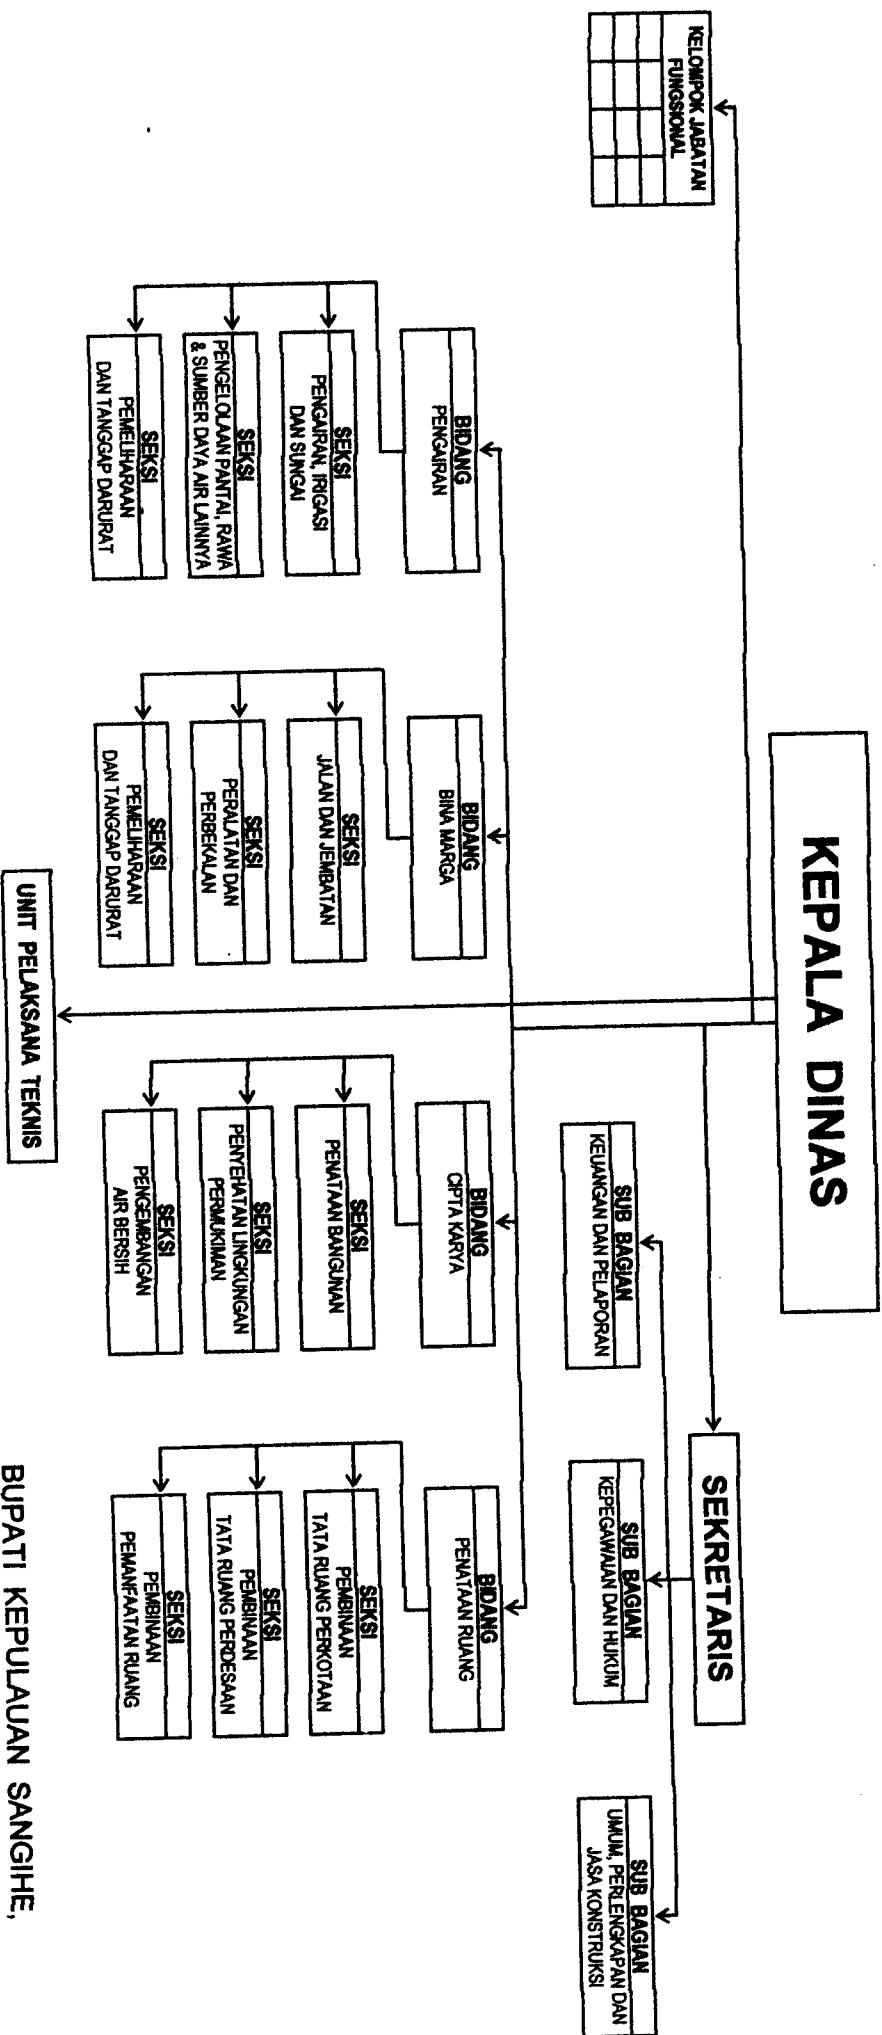 KEPALA DINAS
KELOMPOK JABATAN
FUNGSIONAL
SEKRETARIS
SUB BAGIAN
KEUANGAN DAN PELAPORAN
SUB BAGIAN
KEPEGAWAIAN DAN HUKUM
SUB BAGIAN
UMUM, PERLENGKAPAN DAN
JASA KONSTRUKSI
BIDANG
PENGAIRAN
SEKSI
PENGAIRAN, IRIGASI
DAN SUNGAI
SEKSI
PENGELOLAAN PANTAI, RAWA
& SUMBER DAYA AIR LAINNYA
SEKSI
PEMELIHARAAN
DAN TANGGAP DARURAT
BIDANG
BINA MARGA
SEKSI
JALAN DAN JEMBATAN
SEKSI
PERALATAN DAN
PERBEKALAN
SEKSI
PEMELIHARAAN
DAN TANGGAP DARURAT
BIDANG
CIPTA KARYA
SEKSI
PENATAAN BANGUNAN
SEKSI
PENYEHATAN LINGKUNGAN
PERMUKIMAN
SEKSI
PENGEMBANGAN
AIR BERSIH
BIDANG
PENATAAN RUANG
SEKSI
PEMBINAAN
TATA RUANG PERKOTAAN
SEKSI
PEMBINAAN
TATA RUANG PERDESAAN
SEKSI
PEMBINAAN
PEMANFAATAN RUANG
UNIT PELAKSANA TEKNIS
BUPATI KEPULAUAN SANGIHE,